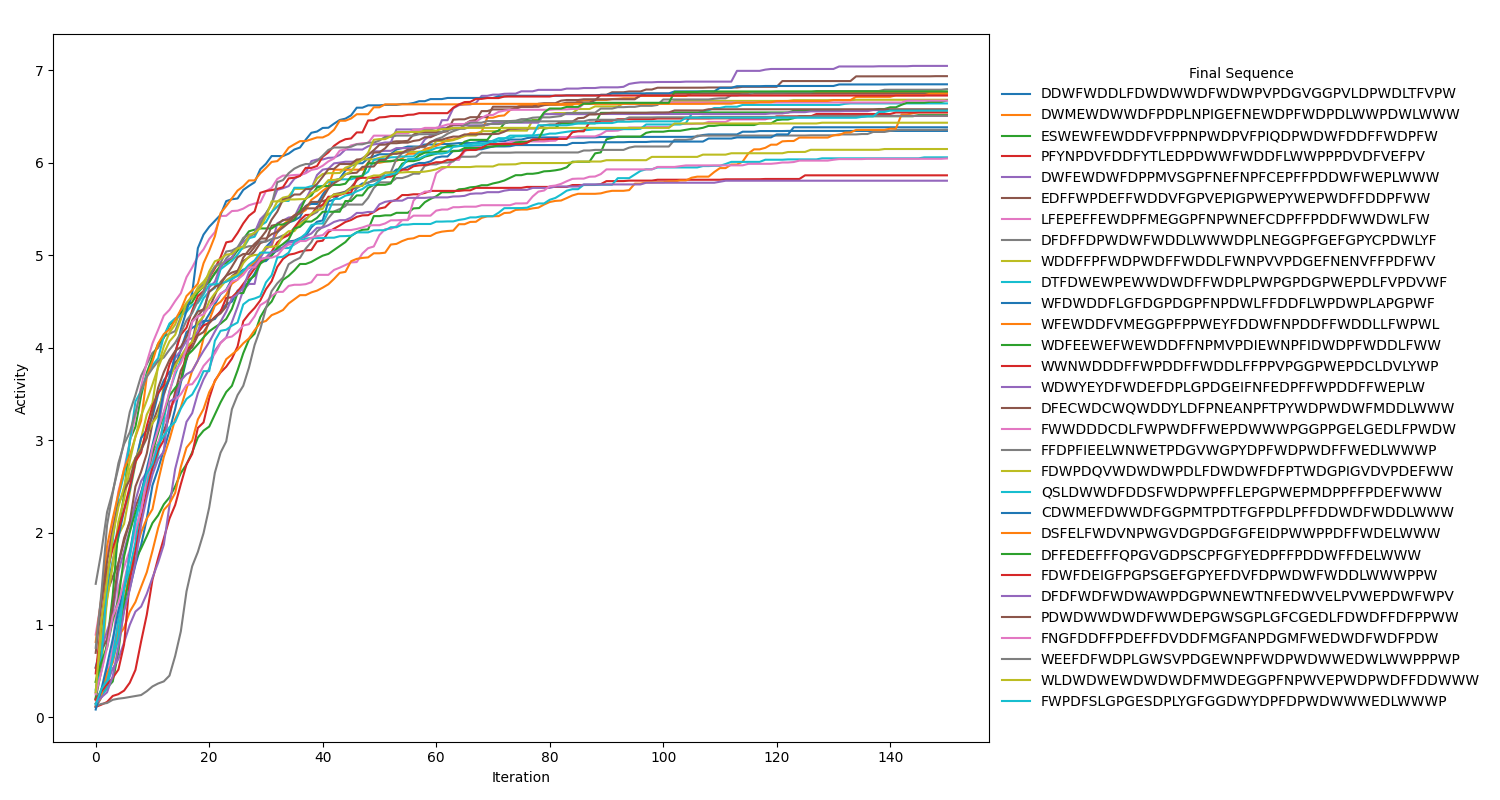 Final Sequence
DDWFWDDLFDWDWWDFWDWPVPDGVGGPVLDPWDLTFVPW
DWMEWDWWDFPDPLNPIGEFNEWDPFWDPDLWWPDWLWWW
ESWEWFEWDDFVFPPNPWDPVFPIQDPWDWFDDFFWDPFW
PFYNPDVFDDFYTLEDPDWWFWDDFLWWPPPDVDFVEFPV
DWFEWDWFDPPMVSGPFNEFNPFCEPFFPDDWFWEPLWWW
EDFFWPDEFFWDDVFGPVEPIGPWEPYWEPWDFFDDPFWW
LFEPEFFEWDPFMEGGPFNPWNEFCDPFFPDDFWWDWLFW
DFDFFDPWDWFWDDLWWWDPLNEGGPFGEFGPYCPDWLYF
WDDFFPFWDPWDFFWDDLFWNPVVPDGEFNENVFFPDFWV
DTFDWEWPEWWDWDFFWDPLPWPGPDGPWEPDLFVPDVWF
WFDWDDFLGFDGPDGPFNPDWLFFDDFLWPDWPLAPGPWF
WFEWDDFVMEGGPFPPWEYFDDWFNPDDFFWDDLLFWPWL
WDFEEWEFWEWDDFFNPMVPDIEWNPFIDWDPFWDDLFWW
WWNWDDDFFWPDDFFWDDLFFPPVPGGPWEPDCLDVLYWP
WDWYEYDFWDEFDPLGPDGEIFNFEDPFFWPDDFFWEPLW
DFECWDCWQWDDYLDFPNEANPFTPYWDPWDWFMDDLWWW
FWWDDDCDLFWPWDFFWEPDWWWPGGPPGELGEDLFPWDW
FFDPFIEELWNWETPDGVWGPYDPFWDPWDFFWEDLWWWP
FDWPDQVWDWDWPDLFDWDWFDFPTWDGPIGVDVPDEFWW
QSLDWWDFDDSFWDPWPFFLEPGPWEPMDPPFFPDEFWWW
CDWMEFDWWDFGGPMTPDTFGFPDLPFFDDWDFWDDLWWW
DSFELFWDVNPWGVDGPDGFGFEIDPWWPPDFFWDELWWW
DFFEDEFFFQPGVGDPSCPFGFYEDPFFPDDWFFDELWWW
FDWFDEIGFPGPSGEFGPYEFDVFDPWDWFWDDLWWWPPW
DFDFWDFWDWAWPDGPWNEWTNFEDWVELPVWEPDWFWPV
PDWDWWDWDFWWDEPGWSGPLGFCGEDLFDWDFFDFPPWW
FNGFDDFFPDEFFDVDDFMGFANPDGMFWEDWDFWDFPDW
WEEFDFWDPLGWSVPDGEWNPFWDPWDWWEDWLWWPPPWP
WLDWDWEWDWDWDFMWDEGGPFNPWVEPWDPWDFFDDWWW
FWPDFSLGPGESDPLYGFGGDWYDPFDPWDWWWEDLWWWP
Activity
7
6
5
4
3
2
1
0
0 20 40 60 80 100 120 140
Iteration